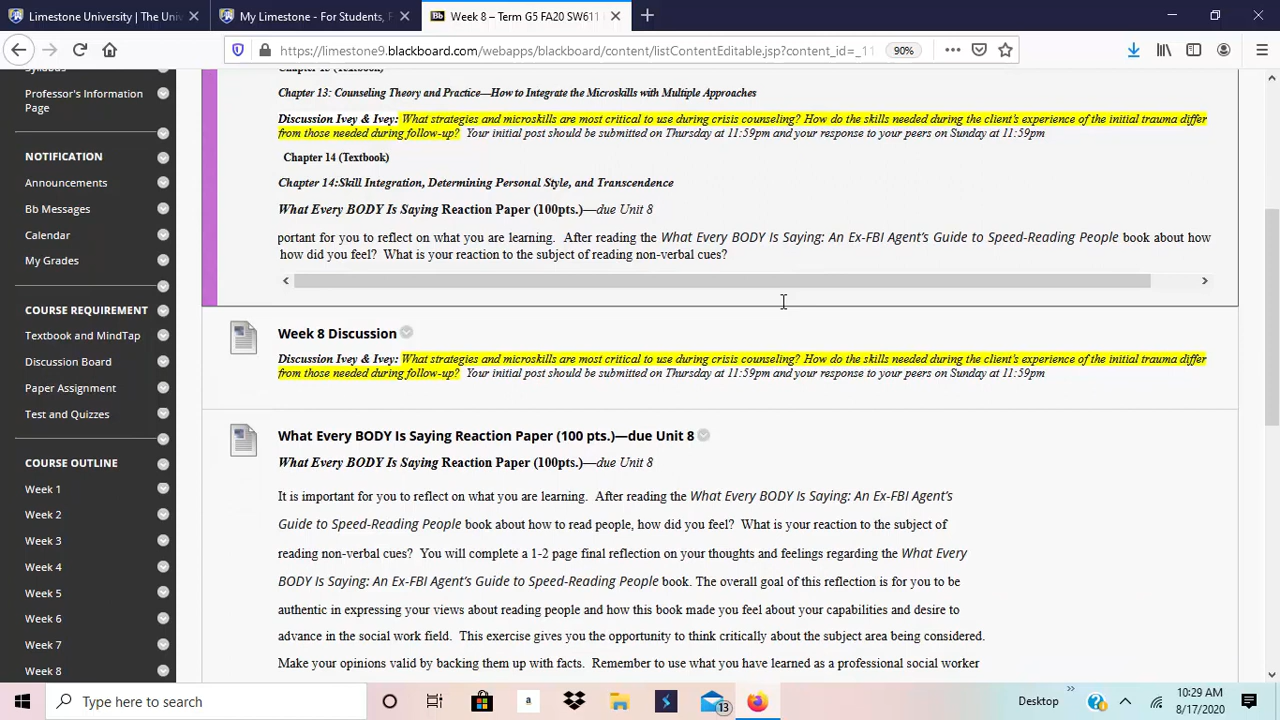 Limestone University | The Uni
My Limestone - For Students, F
Bb Week 8 – Term G5 FA20 SW611
https://limestone9.blackboard.com/webapps/blackboard/content/listContentEditable.jsp?content_id=_11
90%
Syllabus
Professor's Information
Page
NOTIFICATION
Announcements
Bb Messages
Calendar
My Grades
COURSE REQUIREMENT
Textbook and MindTap
Discussion Board
Paper Assignment
Test and Quizzes
COURSE OUTLINE
Week 1
Week 2
Week 3
Week 4
Week 5
Week 6
Week 7
Week 8
Chapter 13 (Textbook)
Chapter 13: Counseling Theory and Practice—How to Integrate the Microskills with Multiple Approaches
Discussion Ivey & Ivey: What strategies and microskills are most critical to use during crisis counseling? How do the skills needed during the client's experience of the initial trauma differ
from those needed during follow-up? Your initial post should be submitted on Thursday at 11:59pm and your response to your peers on Sunday at 11:59pm
Chapter 14 (Textbook)
Chapter 14:Skill Integration, Determining Personal Style, and Transcendence
What Every BODY Is Saying Reaction Paper (100pts.)—due Unit 8
portant for you to reflect on what you are learning. After reading the What Every BODY Is Saying: An Ex-FBI Agent's Guide to Speed-Reading People book about how
how did you feel? What is your reaction to the subject of reading non-verbal cues?
Week 8 Discussion
Discussion Ivey & Ivey: What strategies and microskills are most critical to use during crisis counseling? How do the skills needed during the client's experience of the initial trauma differ
from those needed during follow-up? Your initial post should be submitted on Thursday at 11:59pm and your response to your peers on Sunday at 11:59pm
What Every BODY Is Saying Reaction Paper (100 pts.)—due Unit 8
What Every BODY Is Saying Reaction Paper (100pts.)—due Unit 8
It is important for you to reflect on what you are learning. After reading the What Every BODY Is Saying: An Ex-FBI Agent's
Guide to Speed-Reading People book about how to read people, how did you feel? What is your reaction to the subject of
reading non-verbal cues? You will complete a 1-2 page final reflection on your thoughts and feelings regarding the What Every
BODY Is Saying: An Ex-FBI Agent's Guide to Speed-Reading People book. The overall goal of this reflection is for you to be
authentic in expressing your views about reading people and how this book made you feel about your capabilities and desire to
advance in the social work field. This exercise gives you the opportunity to think critically about the subject area being considered.
Make your opinions valid by backing them up with facts. Remember to use what you have learned as a professional social worker
Type here to search
a
13
Desktop
10:29 AM
8/17/2020